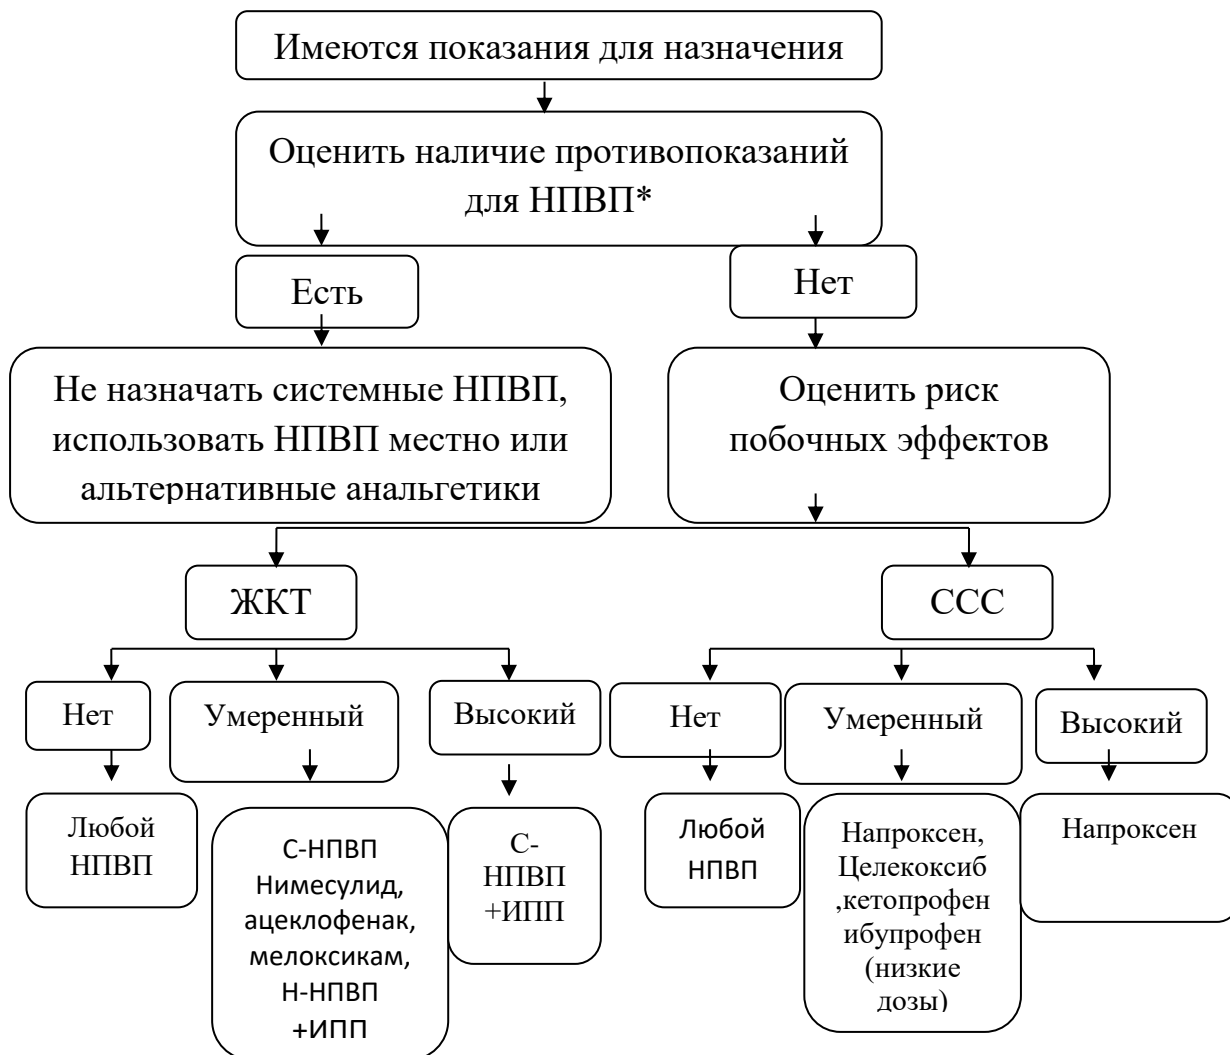 Имеются показания для назначения
Оценить наличие противопоказаний
для НПВП*
Есть
Нет
Не назначать системные НПВП,
использовать НПВП местно или
альтернативные анальгетики
Оценить риск
побочных эффектов
ЖКТ
ССС
Нет
Умеренный
Высокий
Нет
Умеренный
Высокий
Любой
НПВП
С-НПВП
Нимесулид,
ацеклофенак,
мелоксикам,
Н-НПВП
+ИПП
С-
НПВП
+ИПП
Любой
НПВП
Напроксен,
Целекоксиб
,кетопрофен
ибупрофен
(низкие
дозы)
Напроксен